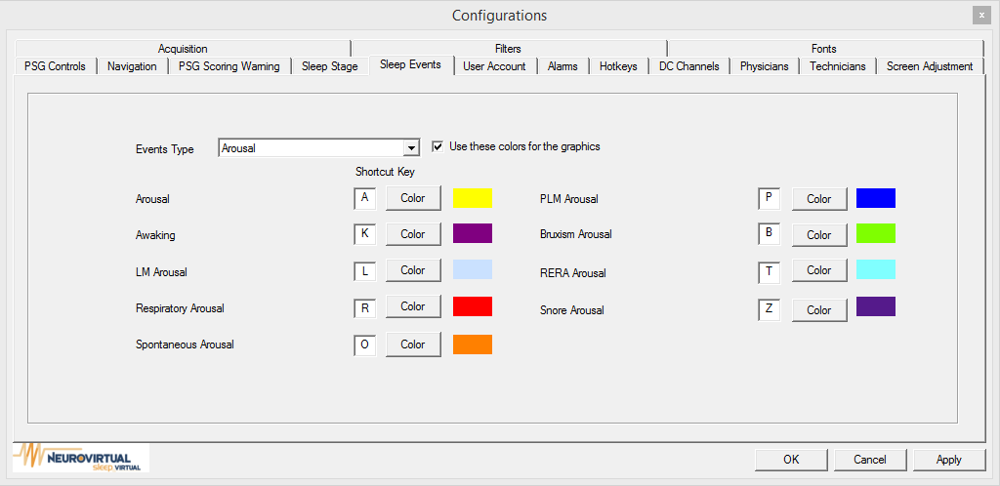 Configurations
x
Acquisition Filters Fonts
PSG Controls Navigation PSG Scoring Warning Sleep Stage Sleep Events User Account Alarms Hotkeys DC Channels Physicians Technicians Screen Adjustment
Events Type Arousal Use these colors for the graphics
Shortcut Key
Arousal A Color PLM Arousal P Color
Awaking K Color Bruxism Arousal B Color
LM Arousal L Color RERA Arousal T Color
Respiratory Arousal R Color Snore Arousal Z Color
Spontaneous Arousal O Color
NEUROVIRTUAL
sleep VIRTUAL
OK Cancel Apply